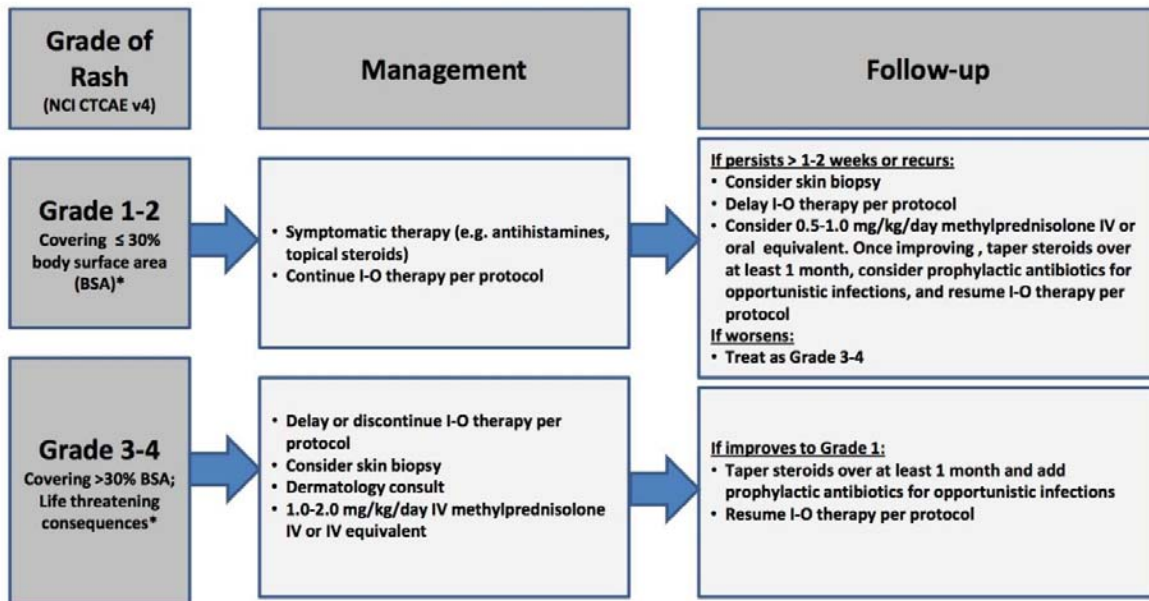 Grade of
Rash
(NCI CTCAE v4)
Management
Follow-up
Grade 1-2
Covering ≤ 30%
body surface area
(BSA)*
• Symptomatic therapy (e.g. antihistamines,
topical steroids)
• Continue I-O therapy per protocol
If persists > 1-2 weeks or recurs:
• Consider skin biopsy
• Delay I-O therapy per protocol
• Consider 0.5-1.0 mg/kg/day methylprednisolone IV or
oral equivalent. Once improving , taper steroids over
at least 1 month, consider prophylactic antibiotics for
opportunistic infections, and resume I-O therapy per
protocol
If worsens:
• Treat as Grade 3-4
Grade 3-4
Covering >30% BSA;
Life threatening
consequences*
• Delay or discontinue I-O therapy per
protocol
• Consider skin biopsy
• Dermatology consult
• 1.0-2.0 mg/kg/day IV methylprednisolone
IV or IV equivalent
If improves to Grade 1:
• Taper steroids over at least 1 month and add
prophylactic antibiotics for opportunistic infections
• Resume I-O therapy per protocol